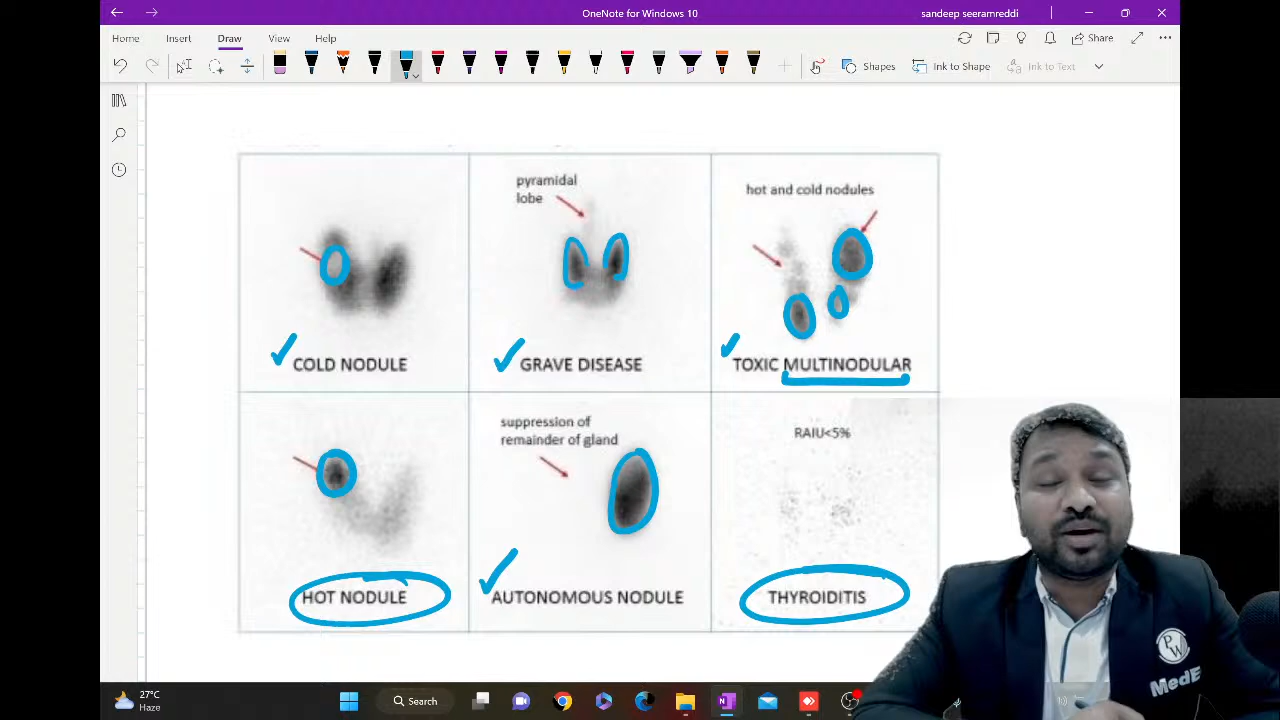 OneNote for Windows 10
sandeep seeramreddi
Home Insert Draw View Help
Share
Shapes
Ink to Shape
Ink to Text
pyramidal
lobe
hot and cold nodules
COLD NODULE
GRAVE DISEASE
TOXIC MULTINODULAR
suppression of
remainder of gland
RAIU<5%
HOT NODULE
AUTONOMOUS NODULE
THYROIDITIS
PW
MedE
27°C
Haze
Search